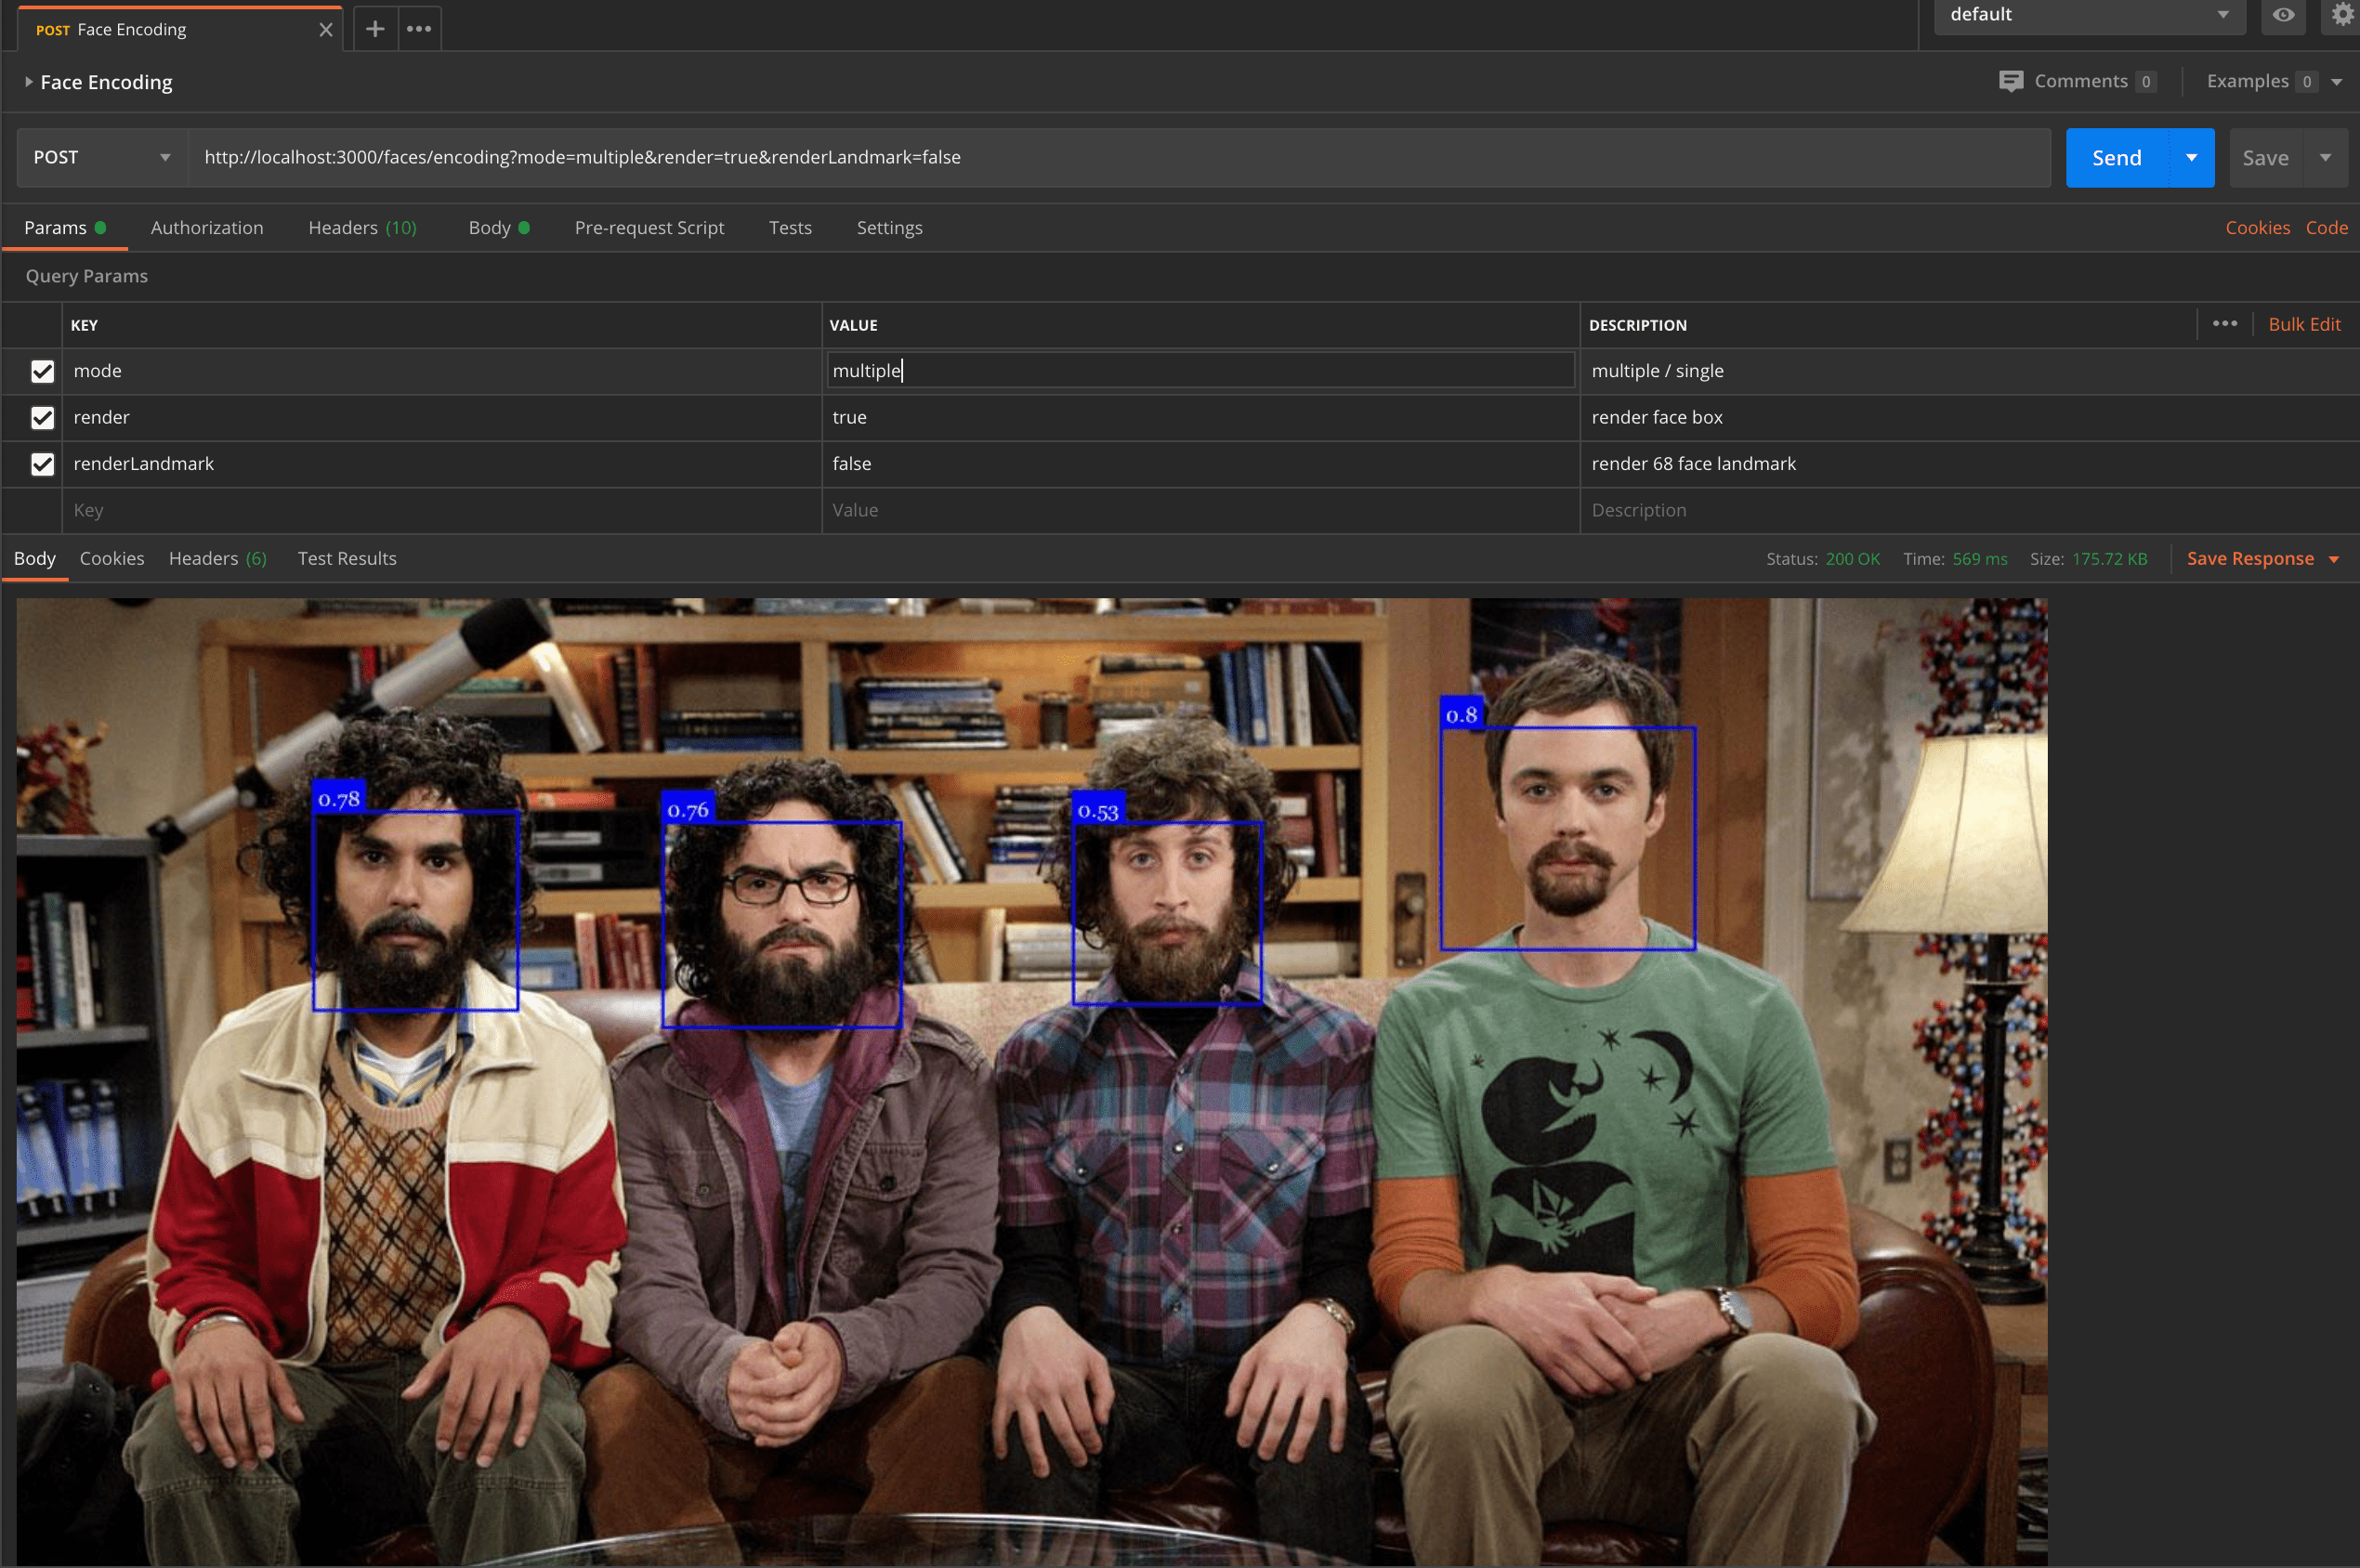 POST Face Encoding
default
Face Encoding
Comments 0
Examples 0
POST
http://localhost:3000/faces/encoding?mode=multiple&render=true&renderLandmark=false
Send
Save
Params
Authorization
Headers (10)
Body
Pre-request Script
Tests
Settings
Cookies
Code
Query Params
KEY
VALUE
DESCRIPTION
Bulk Edit
mode
multiple
multiple / single
render
true
render face box
renderLandmark
false
render 68 face landmark
Key
Value
Description
Body
Cookies
Headers (6)
Test Results
Status: 200 OK
Time: 569 ms
Size: 175.72 KB
Save Response
0.8
0.78
0.76
0.53